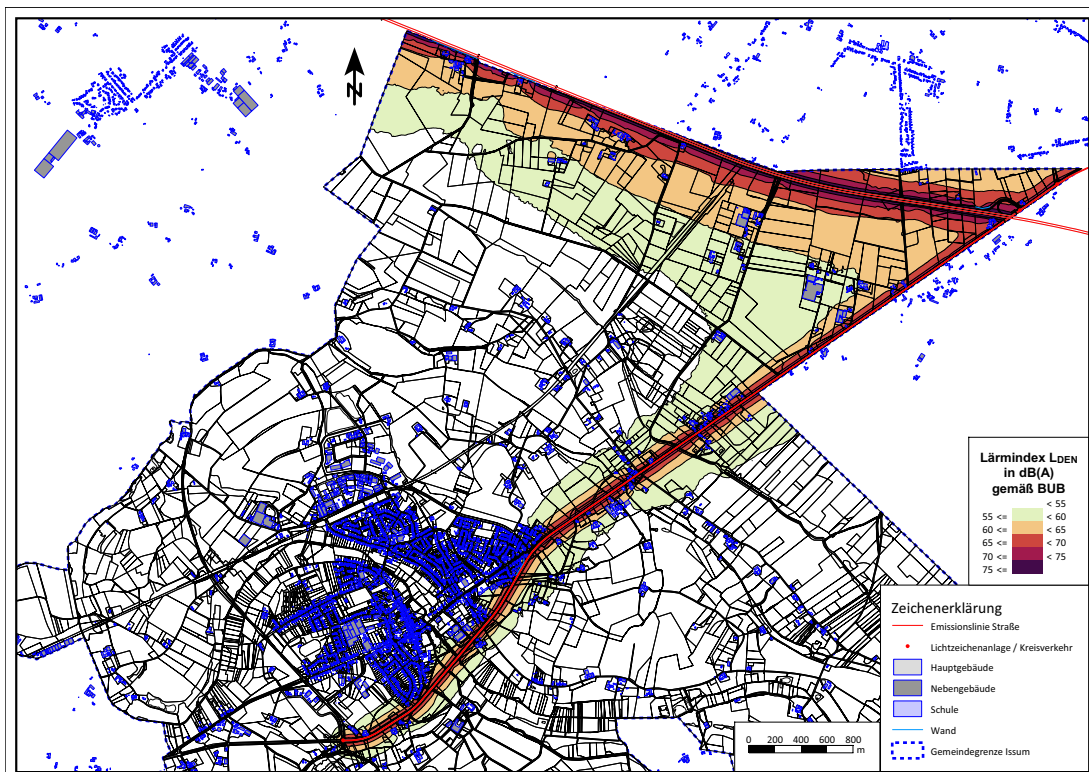 N
Lärmindex LDEN
in dB(A)
gemäß BUB
< 55
55 <= < 60
60 <= < 65
65 <= < 70
70 <= < 75
75 <=
Zeichenerklärung
Emissionslinie Straße
Lichtzeichenanlage / Kreisverkehr
Hauptgebäude
Nebengebäude
Schule
Wand
Gemeindegrenze Issum
0 200 400 600 800
m